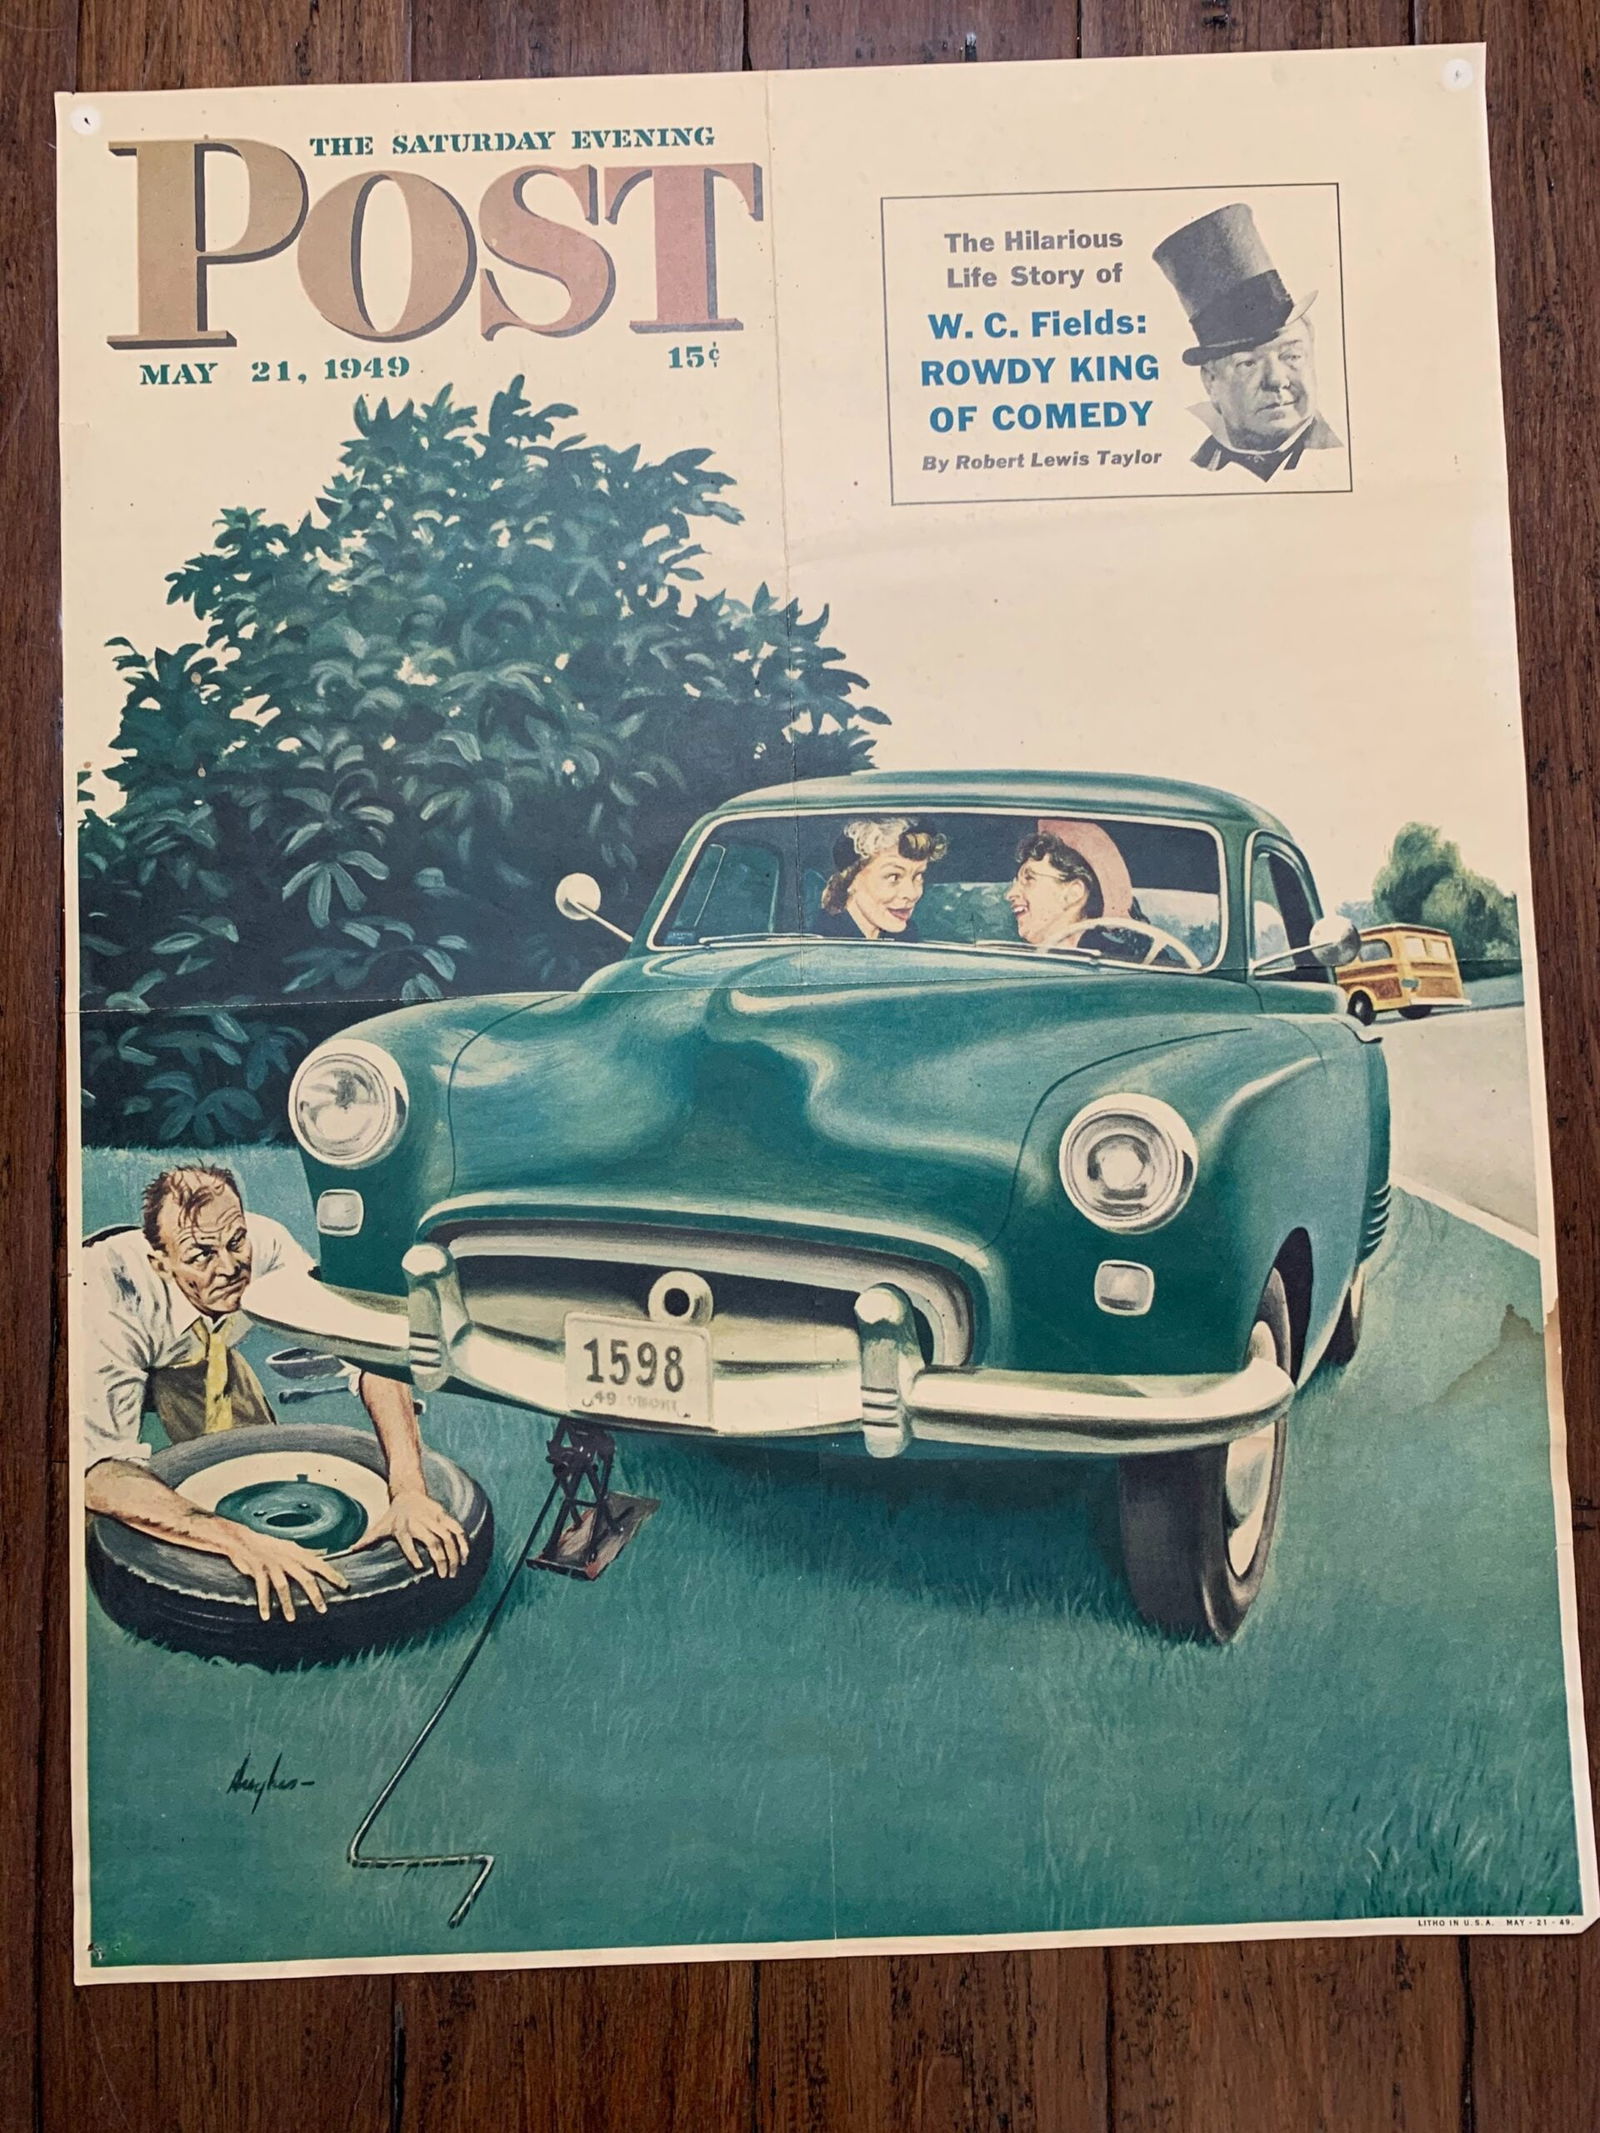 THE SATURDAY EVENING
POST
MAY 21, 1949
15¢
The Hilarious
Life Story of
W. C. Fields:
ROWDY KING
OF COMEDY
By Robert Lewis Taylor
1598
49
Hughes
LITHO IN U.S.A. MAY - 21 - 49.